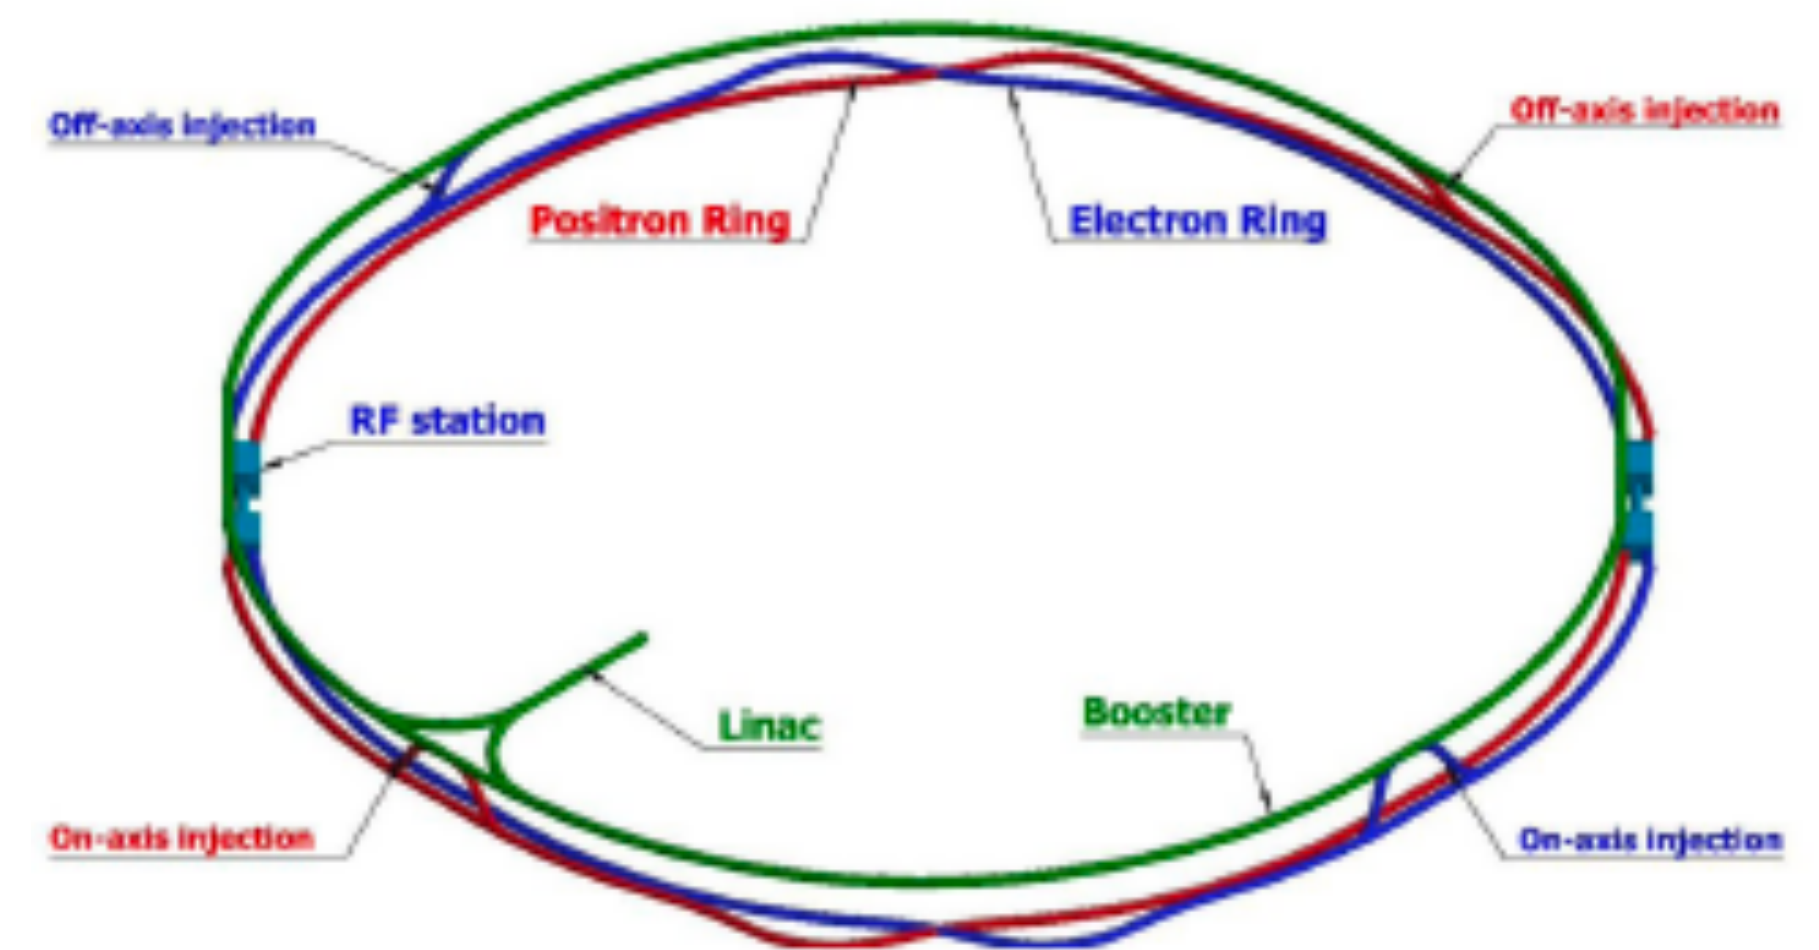 Off-axis injection
Off-axis injection
Positron Ring
Electron Ring
RF station
Linac
Booster
On-axis injection
On-axis injection